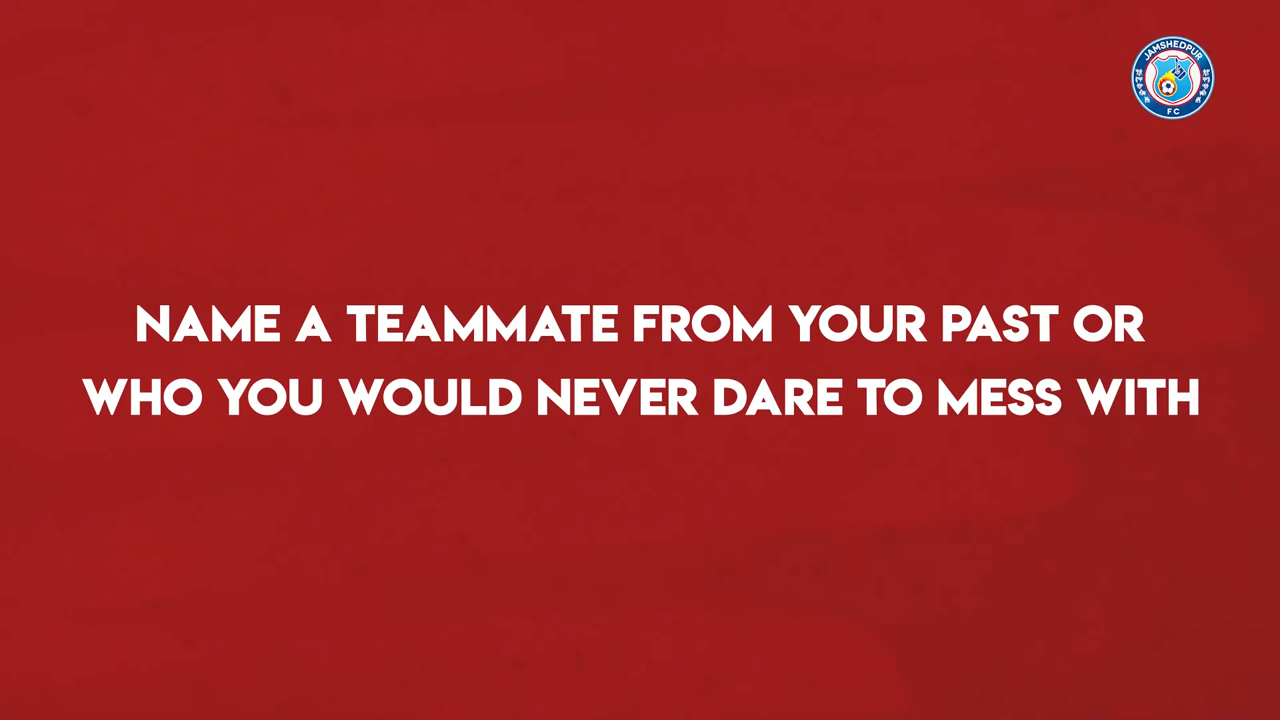 JAMSHEDPUR
FC
NAME A TEAMMATE FROM YOUR PAST OR
WHO YOU WOULD NEVER DARE TO MESS WITH